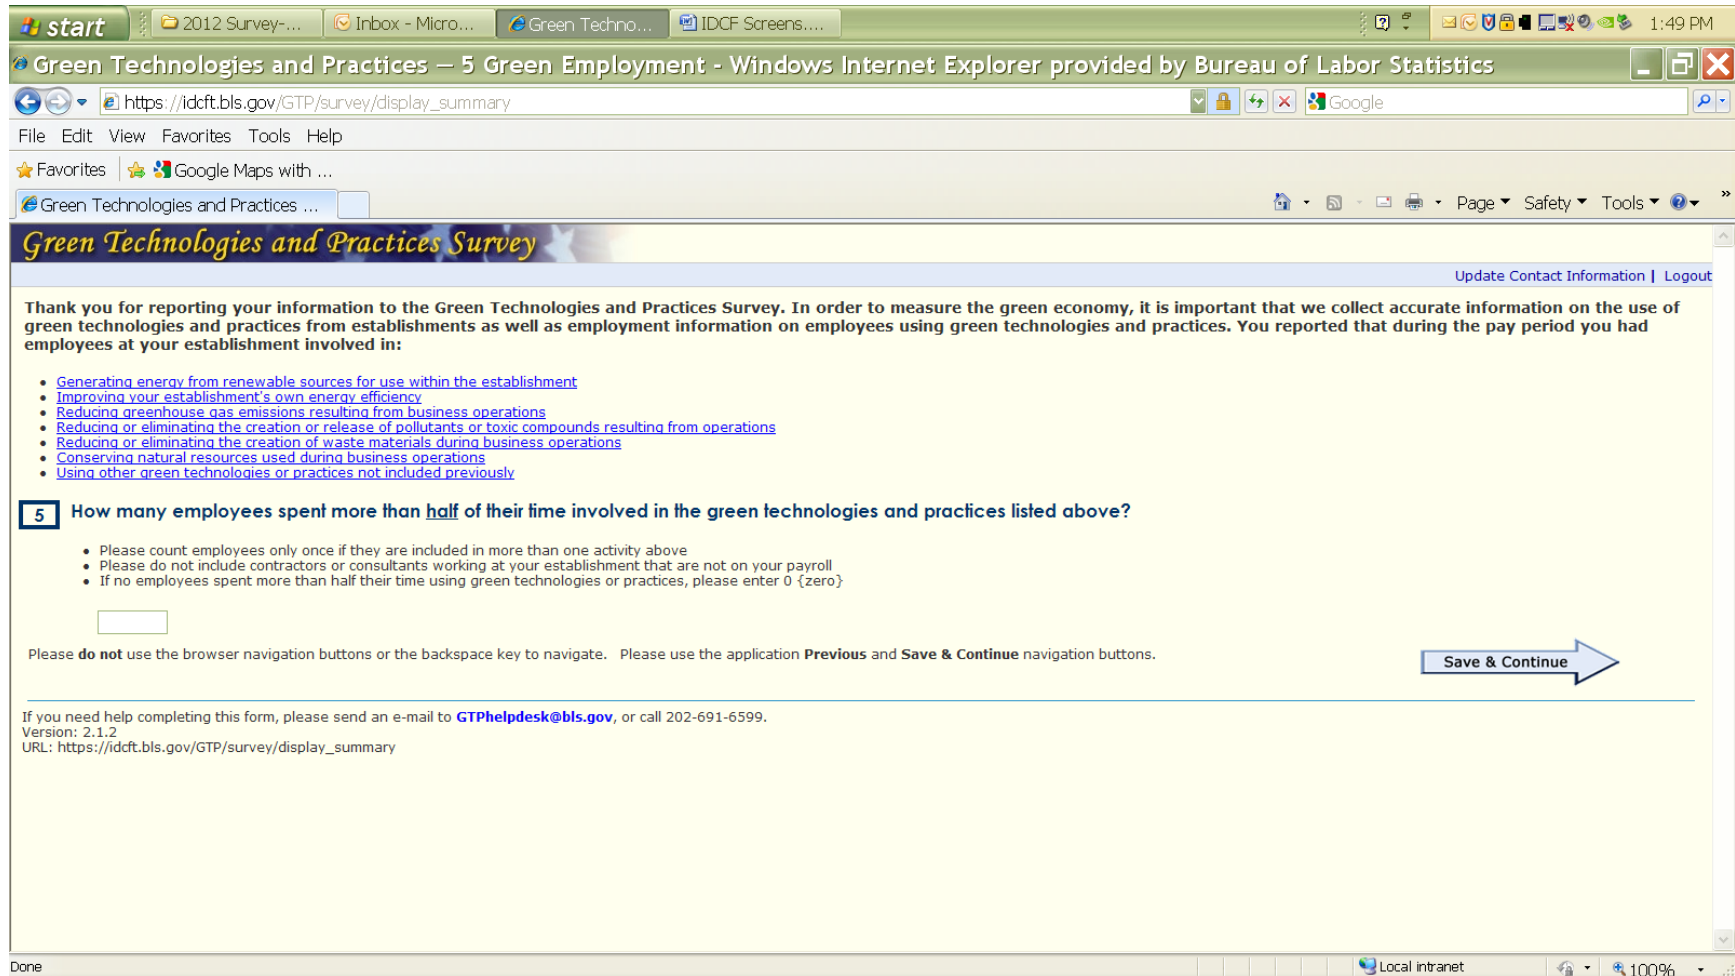 start
2012 Survey-...
Inbox - Micro...
Green Techno...
IDCF Screens....
1:49 PM
Green Technologies and Practices — 5 Green Employment - Windows Internet Explorer provided by Bureau of Labor Statistics
https://idcft.bls.gov/GTP/survey/display_summary
Google
File Edit View Favorites Tools Help
Favorites
Google Maps with ...
Green Technologies and Practices ...
Page Safety Tools
Green Technologies and Practices Survey
Update Contact Information | Logout
Thank you for reporting your information to the Green Technologies and Practices Survey. In order to measure the green economy, it is important that we collect accurate information on the use of
green technologies and practices from establishments as well as employment information on employees using green technologies and practices. You reported that during the pay period you had
employees at your establishment involved in:
• Generating energy from renewable sources for use within the establishment
• Improving your establishment's own energy efficiency
• Reducing greenhouse gas emissions resulting from business operations
• Reducing or eliminating the creation or release of pollutants or toxic compounds resulting from operations
• Reducing or eliminating the creation of waste materials during business operations
• Conserving natural resources used during business operations
• Using other green technologies or practices not included previously
5 How many employees spent more than half of their time involved in the green technologies and practices listed above?
• Please count employees only once if they are included in more than one activity above
• Please do not include contractors or consultants working at your establishment that are not on your payroll
• If no employees spent more than half their time using green technologies or practices, please enter 0 {zero}
Please do not use the browser navigation buttons or the backspace key to navigate. Please use the application Previous and Save & Continue navigation buttons.
Save & Continue
If you need help completing this form, please send an e-mail to GTPhelpdesk@bls.gov, or call 202-691-6599.
Version: 2.1.2
URL: https://idcft.bls.gov/GTP/survey/display_summary
Done
Local intranet
100%